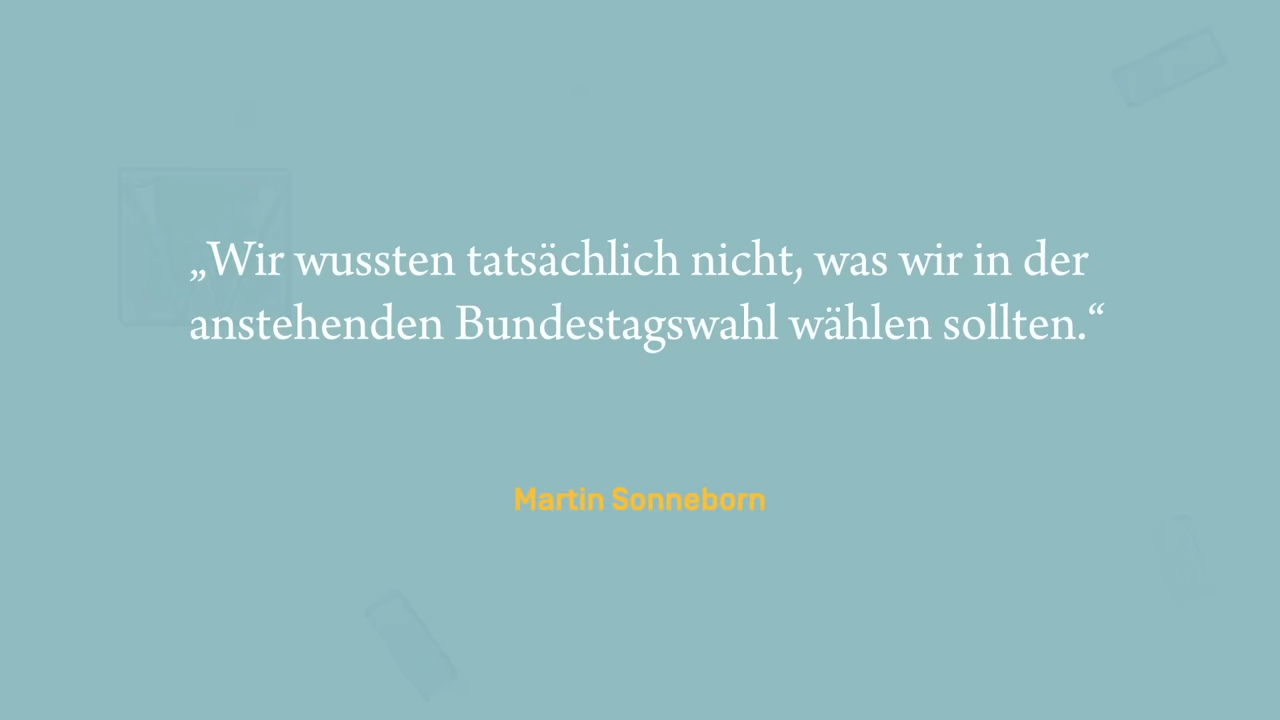 „Wir wussten tatsächlich nicht, was wir in der
anstehenden Bundestagswahl wählen sollten.“
Martin Sonneborn